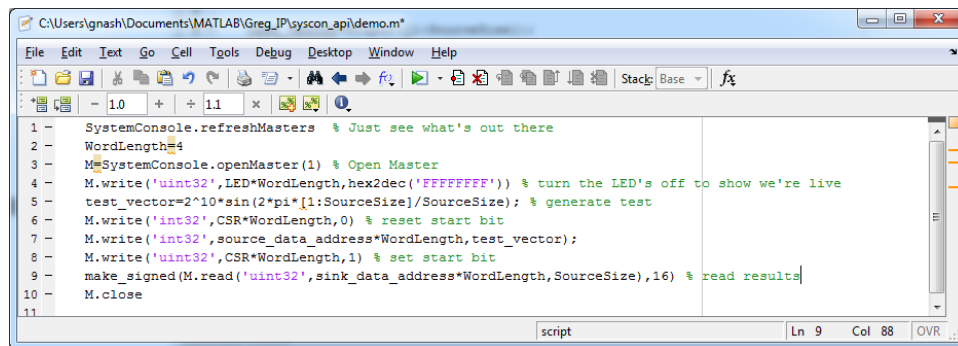 C:\Users\gnash\Documents\MATLAB\Greg_IP\syscon_api\demo.m*
File Edit Text Go Cell Tools Debug Desktop Window Help
Stack: Base fx
- 1.0 + ÷ 1.1 ×
1 - SystemConsole.refreshMasters % Just see what's out there
2 - WordLength=4
3 - M=SystemConsole.openMaster(1) % Open Master
4 - M.write('uint32',LED*WordLength,hex2dec('FFFFFFFF')) % turn the LED's off to show we're live
5 - test_vector=2^10*sin(2*pi*[1:SourceSize]/SourceSize); % generate test
6 - M.write('int32',CSR*WordLength,0) % reset start bit
7 - M.write('int32',source_data_address*WordLength,test_vector);
8 - M.write('uint32',CSR*WordLength,1) % set start bit
9 - make_signed(M.read('uint32',sink_data_address*WordLength,SourceSize),16) % read results
10 - M.close
11
script Ln 9 Col 88 OVR